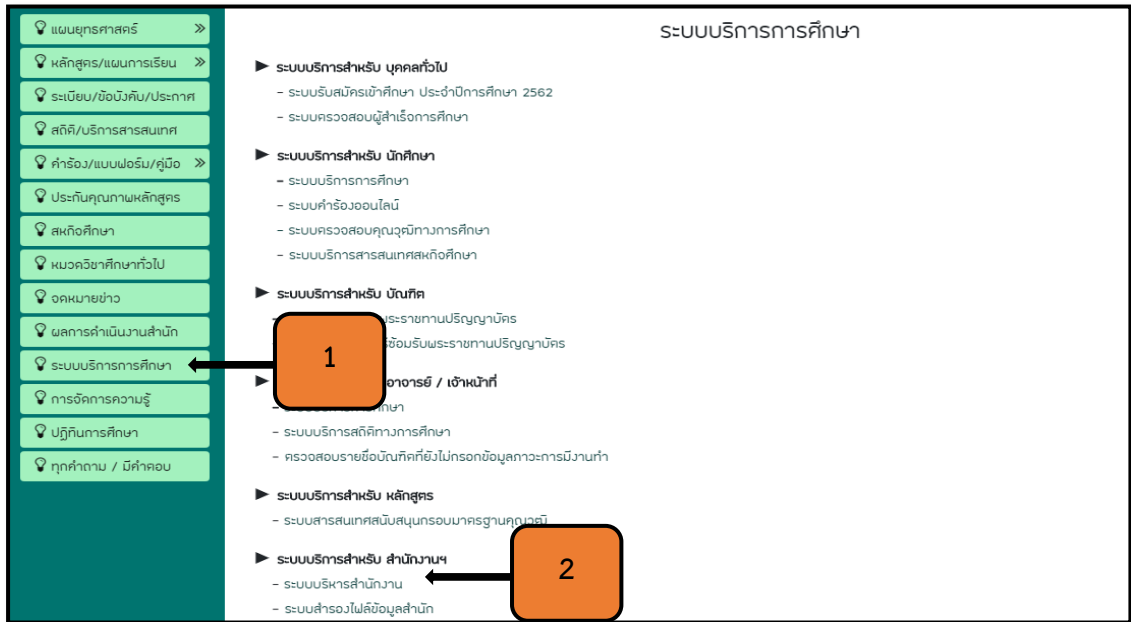 แผนยุทธศาสตร์
หลักสูตร/แผนการเรียน
ระเบียบ/ข้อบังคับ/ประกาศ
สถิติ/บริการสารสนเทศ
คำร้อง/แบบฟอร์ม/คู่มือ
ประกันคุณภาพหลักสูตร
สหกิจศึกษา
หมวดวิชาศึกษาทั่วไป
จดหมายข่าว
ผลการดำเนินงานสำนัก
ระบบบริการการศึกษา
การจัดการความรู้
ปฏิทินการศึกษา
ทุกคำถาม / มีคำตอบ
ระบบบริการการศึกษา
ระบบบริการสำหรับ บุคคลทั่วไป
- ระบบรับสมัครเข้าศึกษา ประจำปีการศึกษา 2562
- ระบบตรวจสอบผู้สำเร็จการศึกษา
ระบบบริการสำหรับ นักศึกษา
- ระบบบริการการศึกษา
- ระบบคำร้องออนไลน์
- ระบบตรวจสอบคุณวุฒิทางการศึกษา
- ระบบบริการสารสนเทศสหกิจศึกษา
ระบบบริการสำหรับ บัณฑิต
พระราชทานปริญญาบัตร
ซ้อมรับพระราชทานปริญญาบัตร
1
อาจารย์ / เจ้าหน้าที่
- ระบบบริการสถิติทางการศึกษา
- ตรวจสอบรายชื่อบัณฑิตที่ยังไม่กรอกข้อมูลภาวะการมีงานทำ
ระบบบริการสำหรับ หลักสูตร
- ระบบสารสนเทศสนับสนุนกรอบมาตรฐานคุณวุฒิ
ระบบบริการสำหรับ สำนักงานฯ
2
- ระบบบริหารสำนักงาน
- ระบบสำรองไฟล์ข้อมูลสำนัก